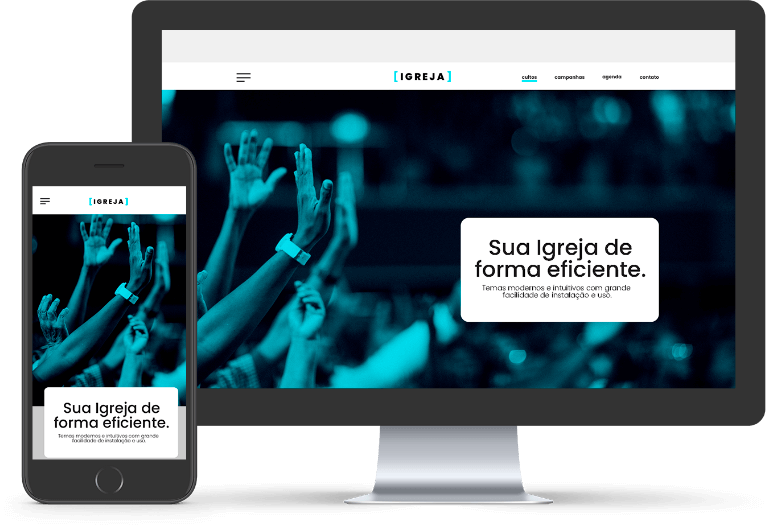 [IGREJA]
cultos campanhas agenda contato
Sua Igreja de
forma eficiente.
Temas modernos e intuitivos com grande
facilidade de instalação e uso.
[IGREJA]
Sua Igreja de
forma eficiente.
Temas modernos e intuitivos com grande
facilidade de instalação e uso.